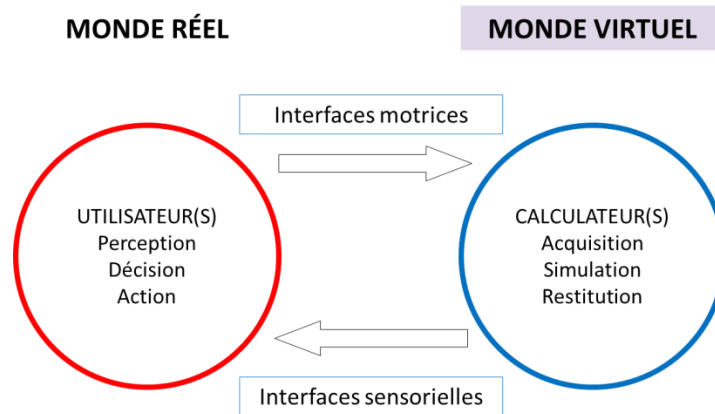 MONDE RÉEL
MONDE VIRTUEL
Interfaces motrices
UTILISATEUR(S)
Perception
Décision
Action
CALCULATEUR(S)
Acquisition
Simulation
Restitution
Interfaces sensorielles